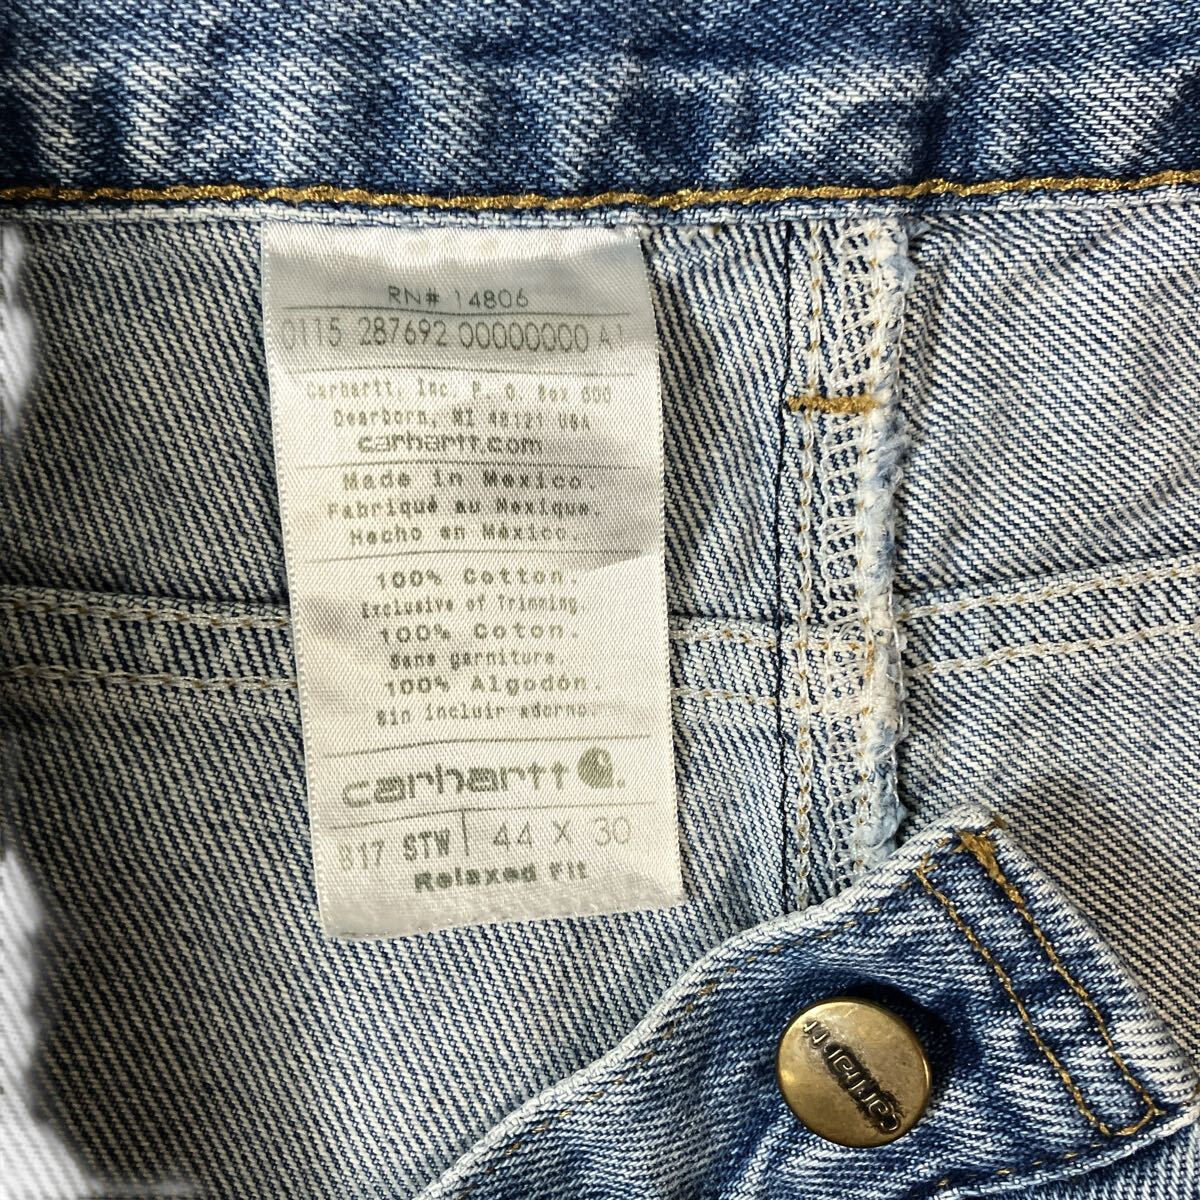 RN# 14806
0115 287692 00000000 A1
Carhartt, Inc. P. O. Box 600
Dearborn, MI 48121 USA
carhartt.com
Made in Mexico.
Fabriqué au Mexique.
Hecho en México.
100% Cotton.
Exclusive of Trimming.
100% Coton.
Sans garniture.
100% Algodón.
Sin incluir adorno.
carhartt
B17 STW 44 X 30
Relaxed Fit
carhartt